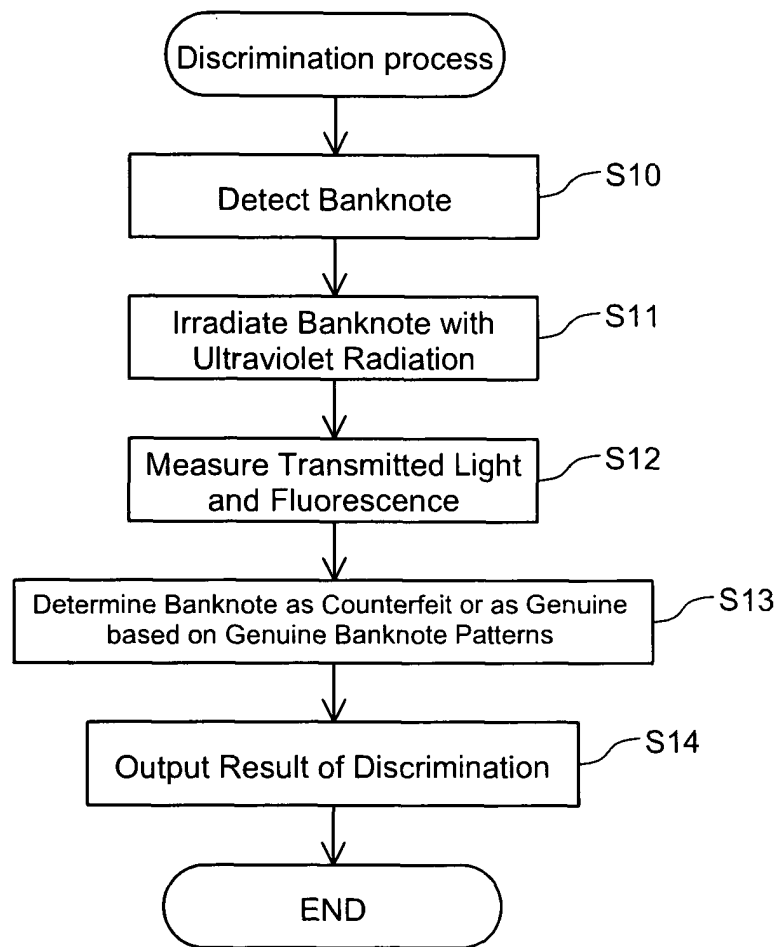 Discrimination process
S10
Detect Banknote
S11
Irradiate Banknote with
Ultraviolet Radiation
S12
Measure Transmitted Light
and Fluorescence
S13
Determine Banknote as Counterfeit or as Genuine
based on Genuine Banknote Patterns
S14
Output Result of Discrimination
END